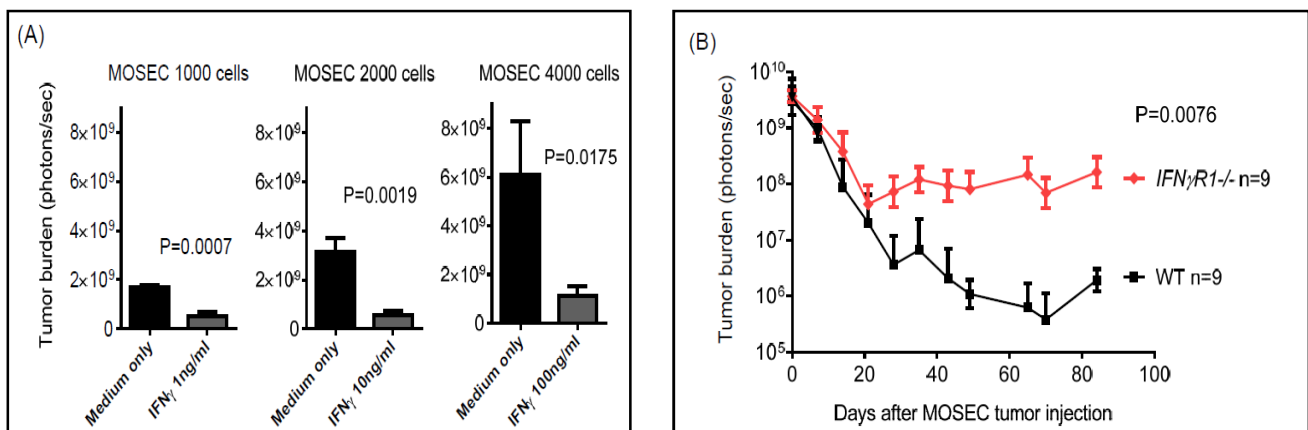 (A)
MOSEC 1000 cells
MOSEC 2000 cells
MOSEC 4000 cells
Tumor burden (photons/sec)
8×10⁹
6×10⁹
4×10⁹
2×10⁹
0
P=0.0007
Medium only
IFNγ 1ng/ml
8×10⁹
6×10⁹
4×10⁹
2×10⁹
0
P=0.0019
Medium only
IFNγ 10ng/ml
8×10⁹
6×10⁹
4×10⁹
2×10⁹
0
P=0.0175
Medium only
IFNγ 100ng/ml
(B)
Tumor burden (photons/sec)
10¹⁰
10⁹
10⁸
10⁷
10⁶
10⁵
P=0.0076
IFNγR1-/- n=9
WT n=9
0 20 40 60 80 100
Days after MOSEC tumor injection